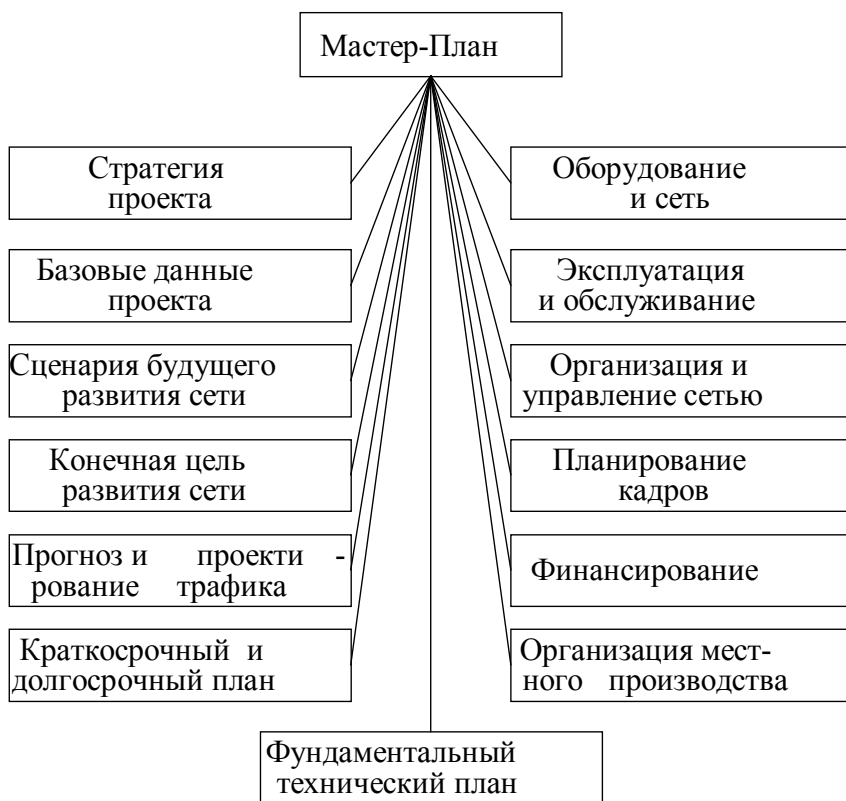 Мастер-План
Стратегия
проекта
Базовые данные
проекта
Сценария будущего
развития сети
Конечная цель
развития сети
Прогноз и проекти -
рование трафика
Краткосрочный и
долгосрочный план
Оборудование
и сеть
Эксплуатация
и обслуживание
Организация и
управление сетью
Планирование
кадров
Финансирование
Организация мест-
ного производства
Фундаментальный
технический план